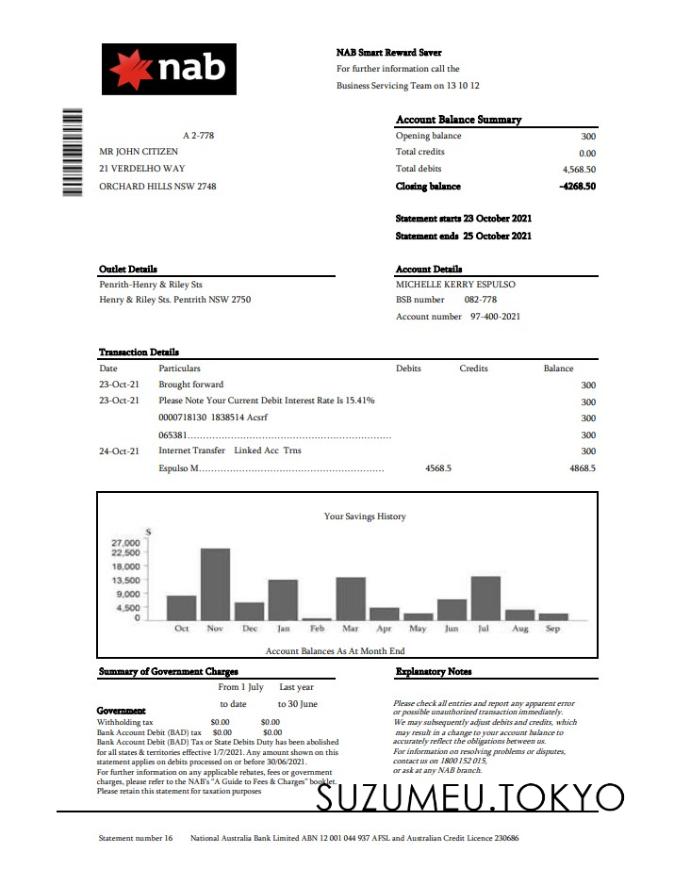 nab
NAB Smart Reward Saver
For further information call the
Business Servicing Team on 13 10 12
A 2-778
MR JOHN CITIZEN
21 VERDELHO WAY
ORCHARD HILLS NSW 2748
Account Balance Summary
Opening balance 300
Total credits 0.00
Total debits 4,568.50
Closing balance -4268.50
Statement starts 23 October 2021
Statement ends 25 October 2021
Outlet Details
Penrith-Henry & Riley Sts
Henry & Riley Sts. Pentrith NSW 2750
Account Details
MICHELLE KERRY ESPULSO
BSB number 082-778
Account number 97-400-2021
Transaction Details
Date Particulars Debits Credits Balance
23-Oct-21 Brought forward 300
23-Oct-21 Please Note Your Current Debit Interest Rate Is 15.41% 300
0000718130 1838514 Acsrf 300
065381.......................................................... 300
24-Oct-21 Internet Transfer Linked Acc Trns 300
Espulso M..................................................... 4568.5 4868.5
Your Savings History
$
27,000
22,500
18,000
13,500
9,000
4,500
0
Oct Nov Dec Jan Feb Mar Apr May Jun Jul Aug Sep
Account Balances As At Month End
Summary of Government Charges
From 1 July Last year
to date to 30 June
Government
Withholding tax $0.00 $0.00
Bank Account Debit (BAD) tax $0.00 $0.00
Bank Account Debit (BAD) Tax or State Debits Duty has been abolished
for all states & territories effective 1/7/2021. Any amount shown on this
statement applies on debits processed on or before 30/06/2021.
For further information on any applicable rebates, fees or government
charges, please refer to the NAB's "A Guide to Fees & Charges" booklet.
Please retain this statement for taxation purposes
Explanatory Notes
Please check all entries and report any apparent error
or possible unauthorized transaction immediately.
We may subsequently adjust debits and credits, which
may result in a change to your account balance to
accurately reflect the obligations between us.
For information on resolving problems or disputes,
contact us on 1800 152 015,
or ask at any NAB branch.
SUZUMEU.TOKYO
Statement number 16 National Australia Bank Limited ABN 12 001 044 937 AFSL and Australian Credit Licence 230686